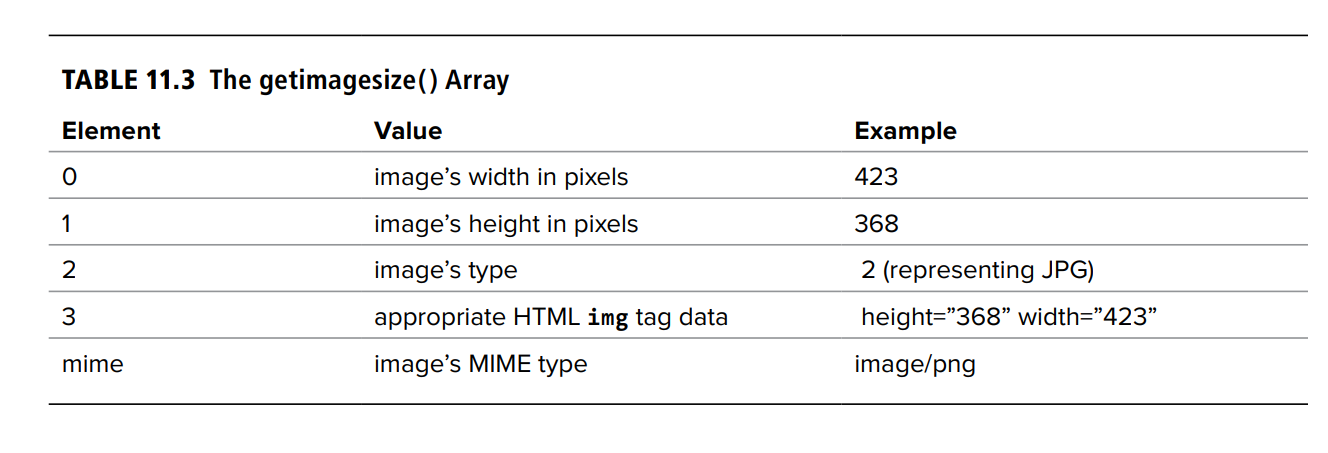 TABLE 11.3 The getimagesize() Array
Element Value Example
0 image’s width in pixels 423
1 image’s height in pixels 368
2 image’s type 2 (representing JPG)
3 appropriate HTML img tag data height=”368” width=”423”
mime image’s MIME type image/png